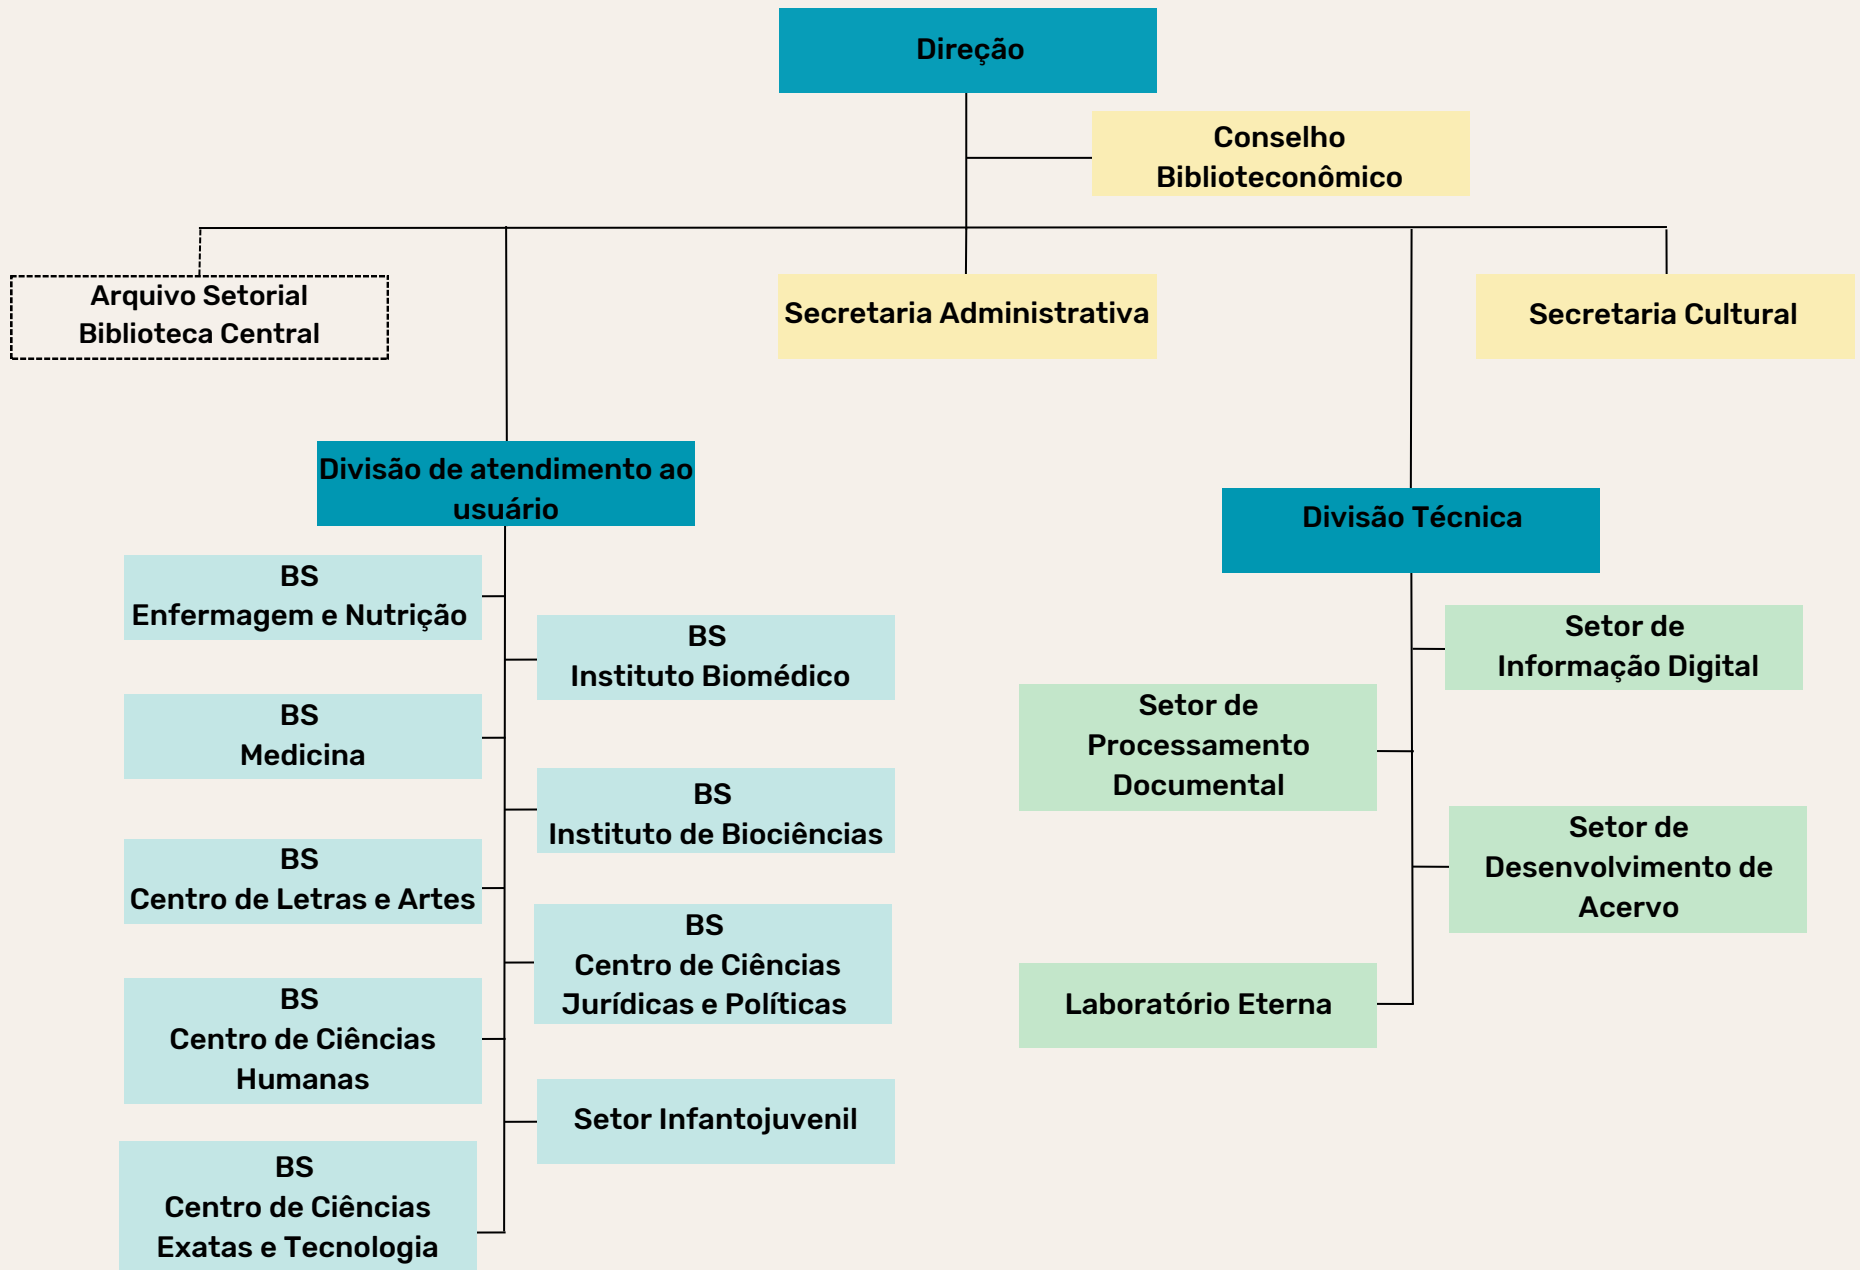 Direção
Conselho
Biblioteconômico
Arquivo Setorial
Biblioteca Central
Secretaria Administrativa
Secretaria Cultural
Divisão de atendimento ao
usuário
BS
Enfermagem e Nutrição
BS
Instituto Biomédico
BS
Medicina
BS
Instituto de Biociências
BS
Centro de Letras e Artes
BS
Centro de Ciências
Jurídicas e Políticas
BS
Centro de Ciências
Humanas
Setor Infantojuvenil
BS
Centro de Ciências
Exatas e Tecnologia
Divisão Técnica
Setor de
Informação Digital
Setor de
Processamento
Documental
Setor de
Desenvolvimento de
Acervo
Laboratório Eterna